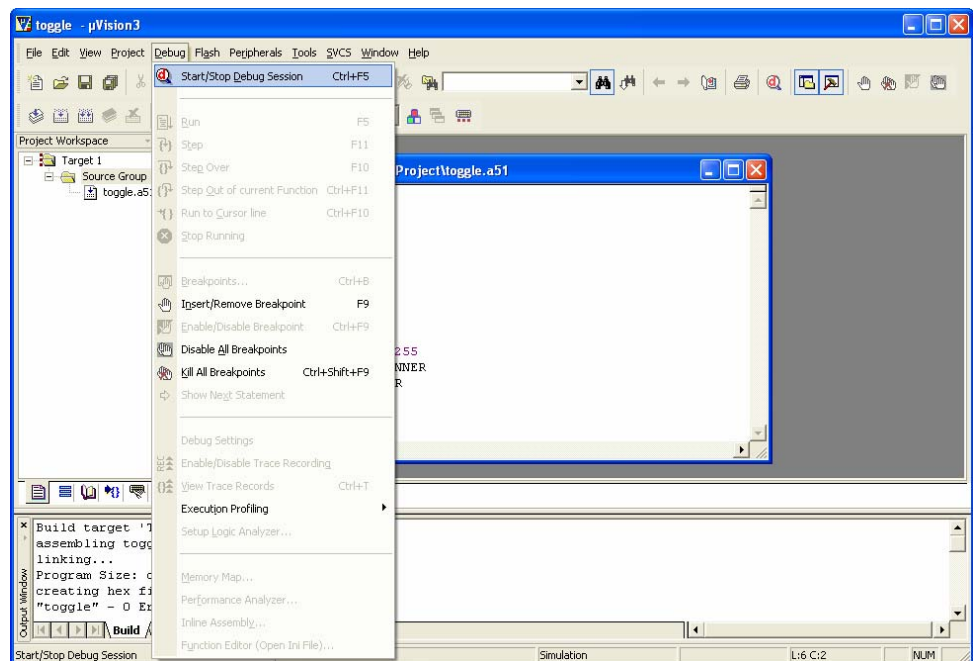 toggle - µVision3
File Edit View Project Debug Flash Peripherals Tools SVCS Window Help
Start/Stop Debug Session Ctrl+F5
Project Workspace
Run F5
Target 1
Step F11
Source Group
Step Over F10
Project\toggle.a51
toggle.a5
Step Out of current Function Ctrl+F11
Run to Cursor line Ctrl+F10
Stop Running
Breakpoints... Ctrl+B
Insert/Remove Breakpoint F9
Enable/Disable Breakpoint Ctrl+F9
Disable All Breakpoints
255
Kill All Breakpoints Ctrl+Shift+F9
NNER
R
Show Next Statement
Debug Settings
Enable/Disable Trace Recording
View Trace Records Ctrl+T
Execution Profiling
Setup Logic Analyzer...
Build target '
assembling togg
linking...
Memory Map...
Program Size:
creating hex fi
Performance Analyzer...
"toggle" - 0 Er
Inline Assembly...
Output Window
Build
Function Editor (Open Ini File)...
Start/Stop Debug Session Simulation L:6 C:2 NUM